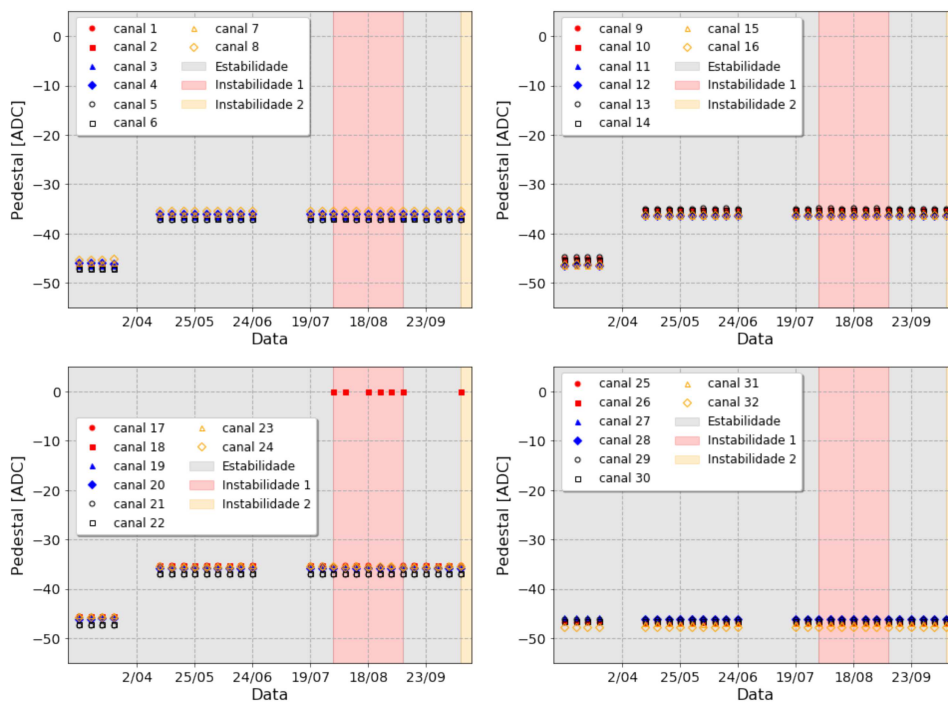 0
−10
−20
−30
−40
−50
Pedestal [ADC]
canal 1
canal 2
canal 3
canal 4
canal 5
canal 6
canal 7
canal 8
Estabilidade
Instabilidade 1
Instabilidade 2
2/04 25/05 24/06 19/07 18/08 23/09
Data
0
−10
−20
−30
−40
−50
Pedestal [ADC]
canal 9
canal 10
canal 11
canal 12
canal 13
canal 14
canal 15
canal 16
Estabilidade
Instabilidade 1
Instabilidade 2
2/04 25/05 24/06 19/07 18/08 23/09
Data
0
−10
−20
−30
−40
−50
Pedestal [ADC]
canal 17
canal 18
canal 19
canal 20
canal 21
canal 22
canal 23
canal 24
Estabilidade
Instabilidade 1
Instabilidade 2
2/04 25/05 24/06 19/07 18/08 23/09
Data
0
−10
−20
−30
−40
−50
Pedestal [ADC]
canal 25
canal 26
canal 27
canal 28
canal 29
canal 30
canal 31
canal 32
Estabilidade
Instabilidade 1
Instabilidade 2
2/04 25/05 24/06 19/07 18/08 23/09
Data